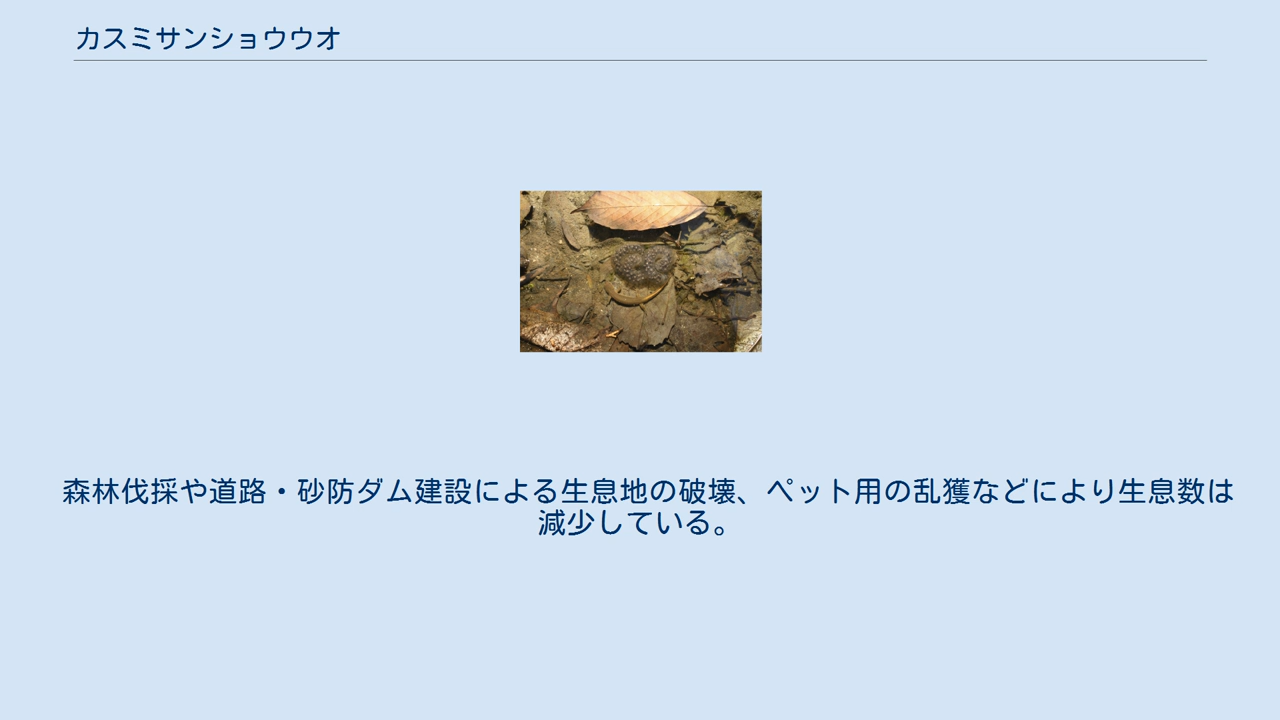 カスミサンショウウオ
森林伐採や道路・砂防ダム建設による生息地の破壊、ペット用の乱獲などにより生息数は
減少している。